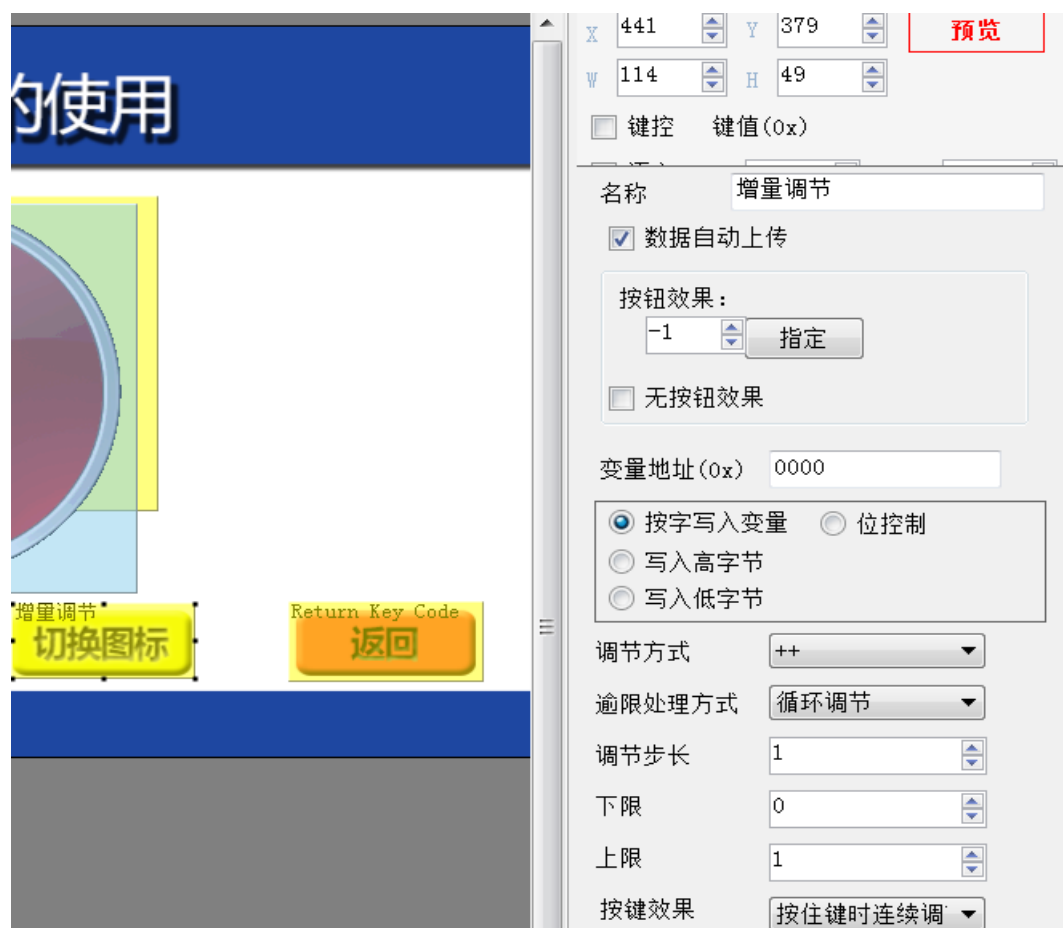 的使用
X 441 Y 379 预览
W 114 H 49
键控 键值(0x)
名称 增量调节
数据自动上传
按钮效果：
-1 指定
无按钮效果
变量地址(0x) 0000
按字写入变量 位控制
写入高字节
写入低字节
增量调节
切换图标
Return Key Code
返回
调节方式 ++
逾限处理方式 循环调节
调节步长 1
下限 0
上限 1
按键效果 按住键时连续调